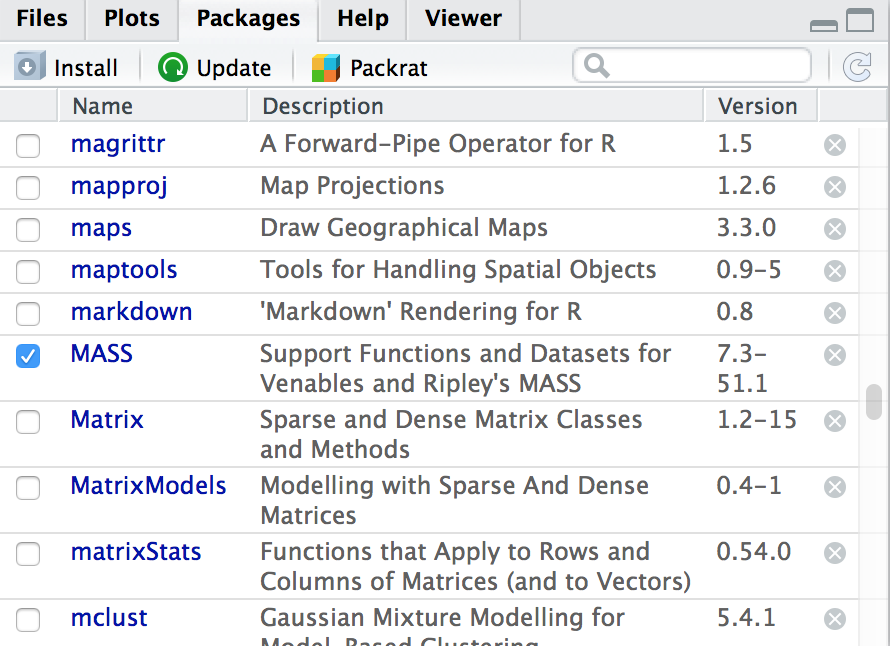 Files Plots Packages Help Viewer
Install Update Packrat
Name Description Version
magrittr A Forward-Pipe Operator for R 1.5
mapproj Map Projections 1.2.6
maps Draw Geographical Maps 3.3.0
maptools Tools for Handling Spatial Objects 0.9-5
markdown 'Markdown' Rendering for R 0.8
MASS Support Functions and Datasets for 7.3-
Venables and Ripley's MASS 51.1
Matrix Sparse and Dense Matrix Classes 1.2-15
and Methods
MatrixModels Modelling with Sparse And Dense 0.4-1
Matrices
matrixStats Functions that Apply to Rows and 0.54.0
Columns of Matrices (and to Vectors)
mclust Gaussian Mixture Modelling for 5.4.1
Model-Based Clustering